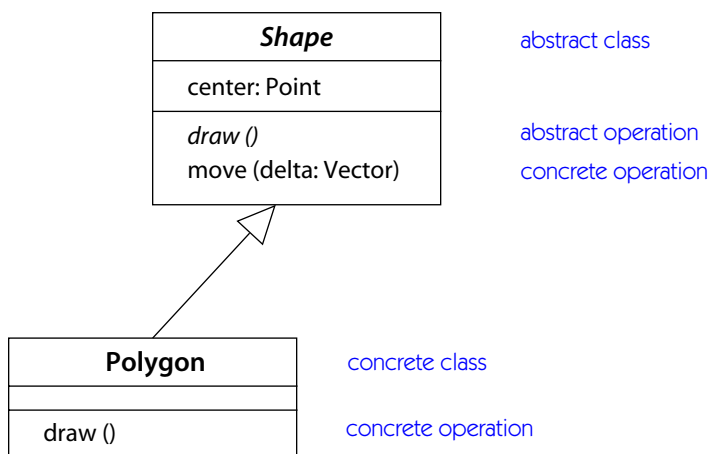 Shape
abstract class
center: Point
draw ()
abstract operation
move (delta: Vector)
concrete operation
Polygon
concrete class
draw ()
concrete operation